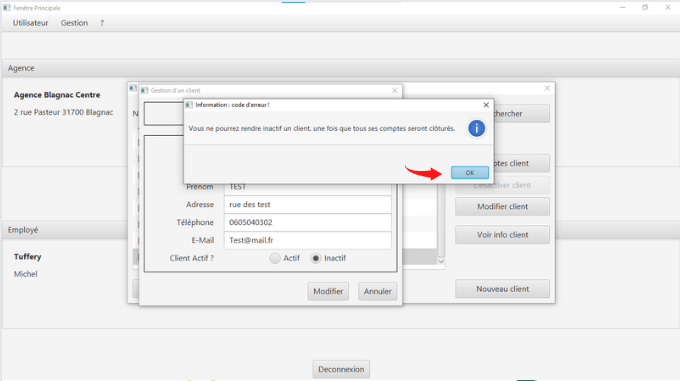 Fenêtre Principale
Utilisateur Gestion ?
Agence
Agence Blagnac Centre
2 rue Pasteur 31700 Blagnac
Gestion d'un client
Information : code d'erreur !
Vous ne pourrez rendre inactif un client, une fois que tous ses comptes seront clôturés.
OK
Prénom TEST
Adresse rue des test
Téléphone 0605040302
E-Mail Test@mail.fr
Client Actif ? Actif Inactif
Modifier Annuler
chercher
ptes client
Désactiver client
Modifier client
Voir info client
Nouveau client
Employé
Tuffery
Michel
Deconnexion